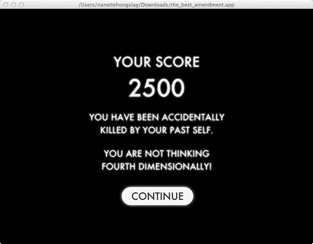 /Users/nanettehoogslag/Downloads/the_best_amendment.app
YOUR SCORE
2500
YOU HAVE BEEN ACCIDENTALLY
KILLED BY YOUR PAST SELF.
YOU ARE NOT THINKING
FOURTH DIMENSIONALLY!
CONTINUE